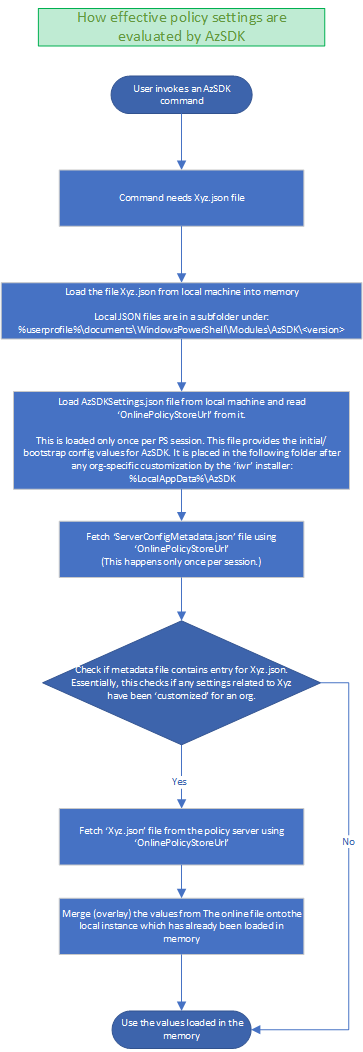 How effective policy settings are
evaluated by AzSDK
User invokes an AzSDK
command
Command needs Xyz.json file
Load the file Xyz.json from local machine into memory
Local JSON files are in a subfolder under:
%userprofile%\documents\WindowsPowerShell\Modules\AzSDK\<version>
Load AzSDKSettings.json file from local machine and read
‘OnlinePolicyStoreUrl’ from it.
This is loaded only once per PS session. This file provides the initial/
bootstrap config values for AzSDK. It is placed in the following folder after
any org-specific customization by the ‘iwr’ installer:
%LocalAppData%\AzSDK
Fetch ‘ServerConfigMetadata.json’ file using
‘OnlinePolicyStoreUrl’
(This happens only once per session.)
Check if metadata file contains entry for Xyz.json.
Essentially, this checks if any settings related to Xyz
have been ‘customized’ for an org.
Yes
Fetch ‘Xyz.json’ file from the policy server using
‘OnlinePolicyStoreUrl’
No
Merge (overlay) the values from The online file onto the
local instance which has already been loaded in
memory
Use the values loaded in the
memory